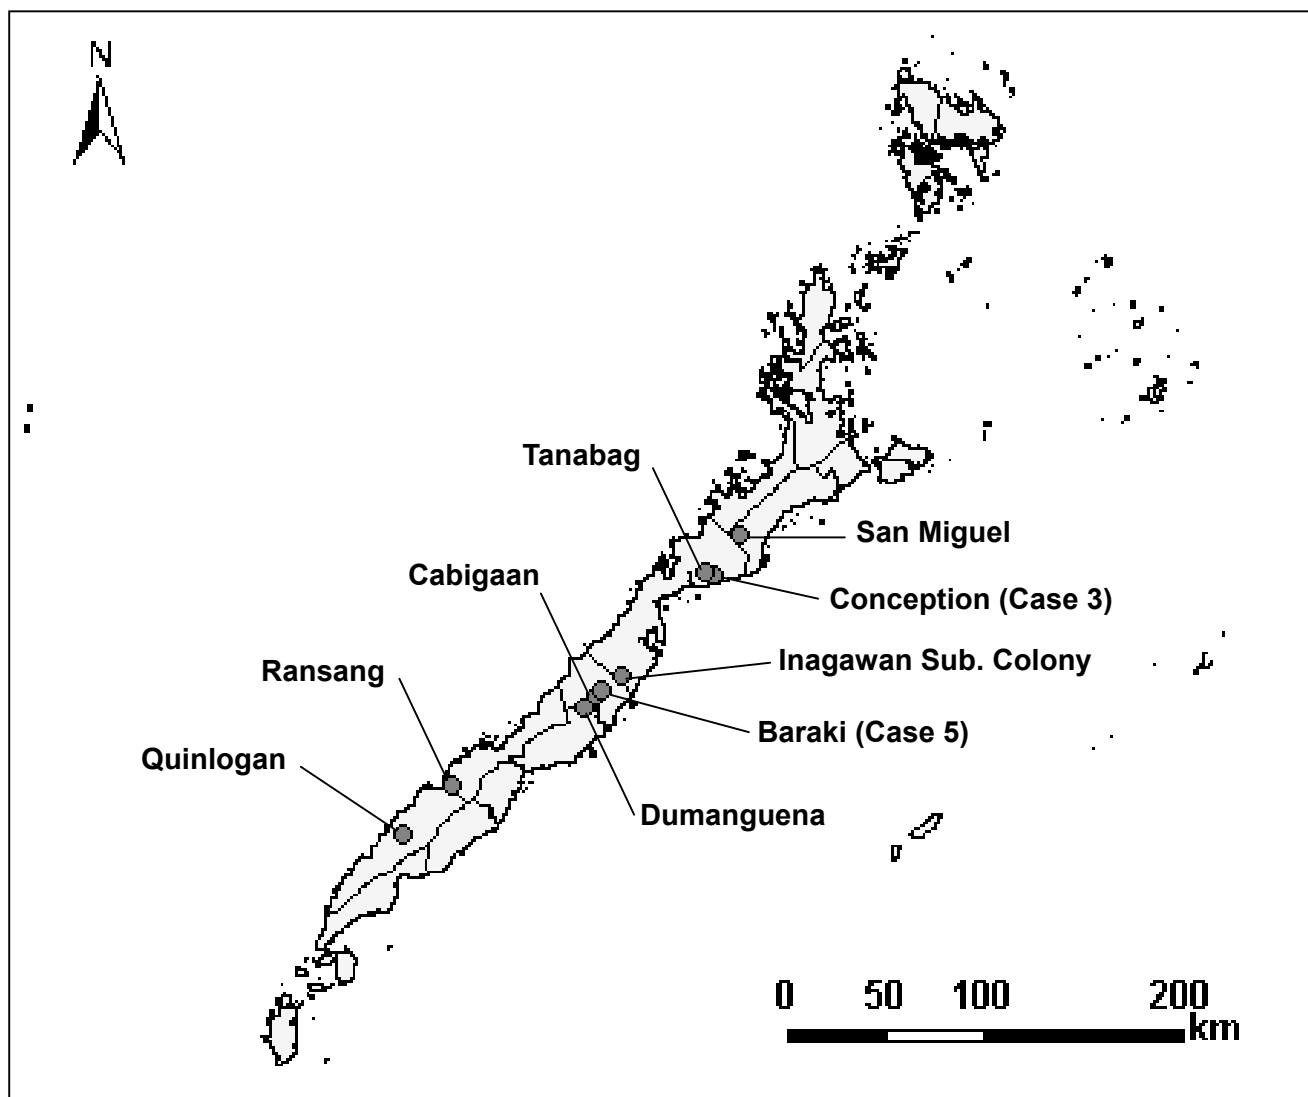 N
Tanabag
San Miguel
Cabigaan
Conception (Case 3)
Inagawan Sub. Colony
Ransang
Baraki (Case 5)
Quinlogan
Dumanguena
0 50 100 200
km